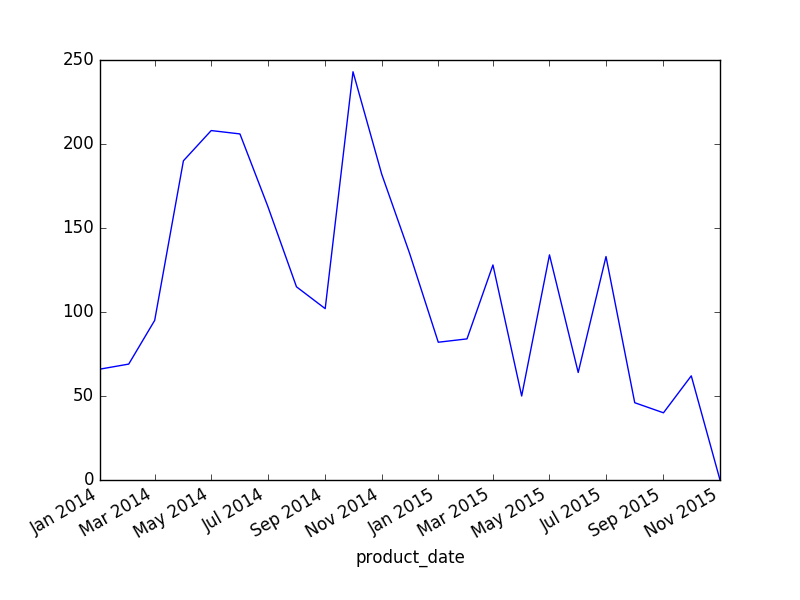 250
200
150
100
50
0
Jan 2014
Mar 2014
May 2014
Jul 2014
Sep 2014
Nov 2014
Jan 2015
Mar 2015
May 2015
Jul 2015
Sep 2015
Nov 2015
product_date